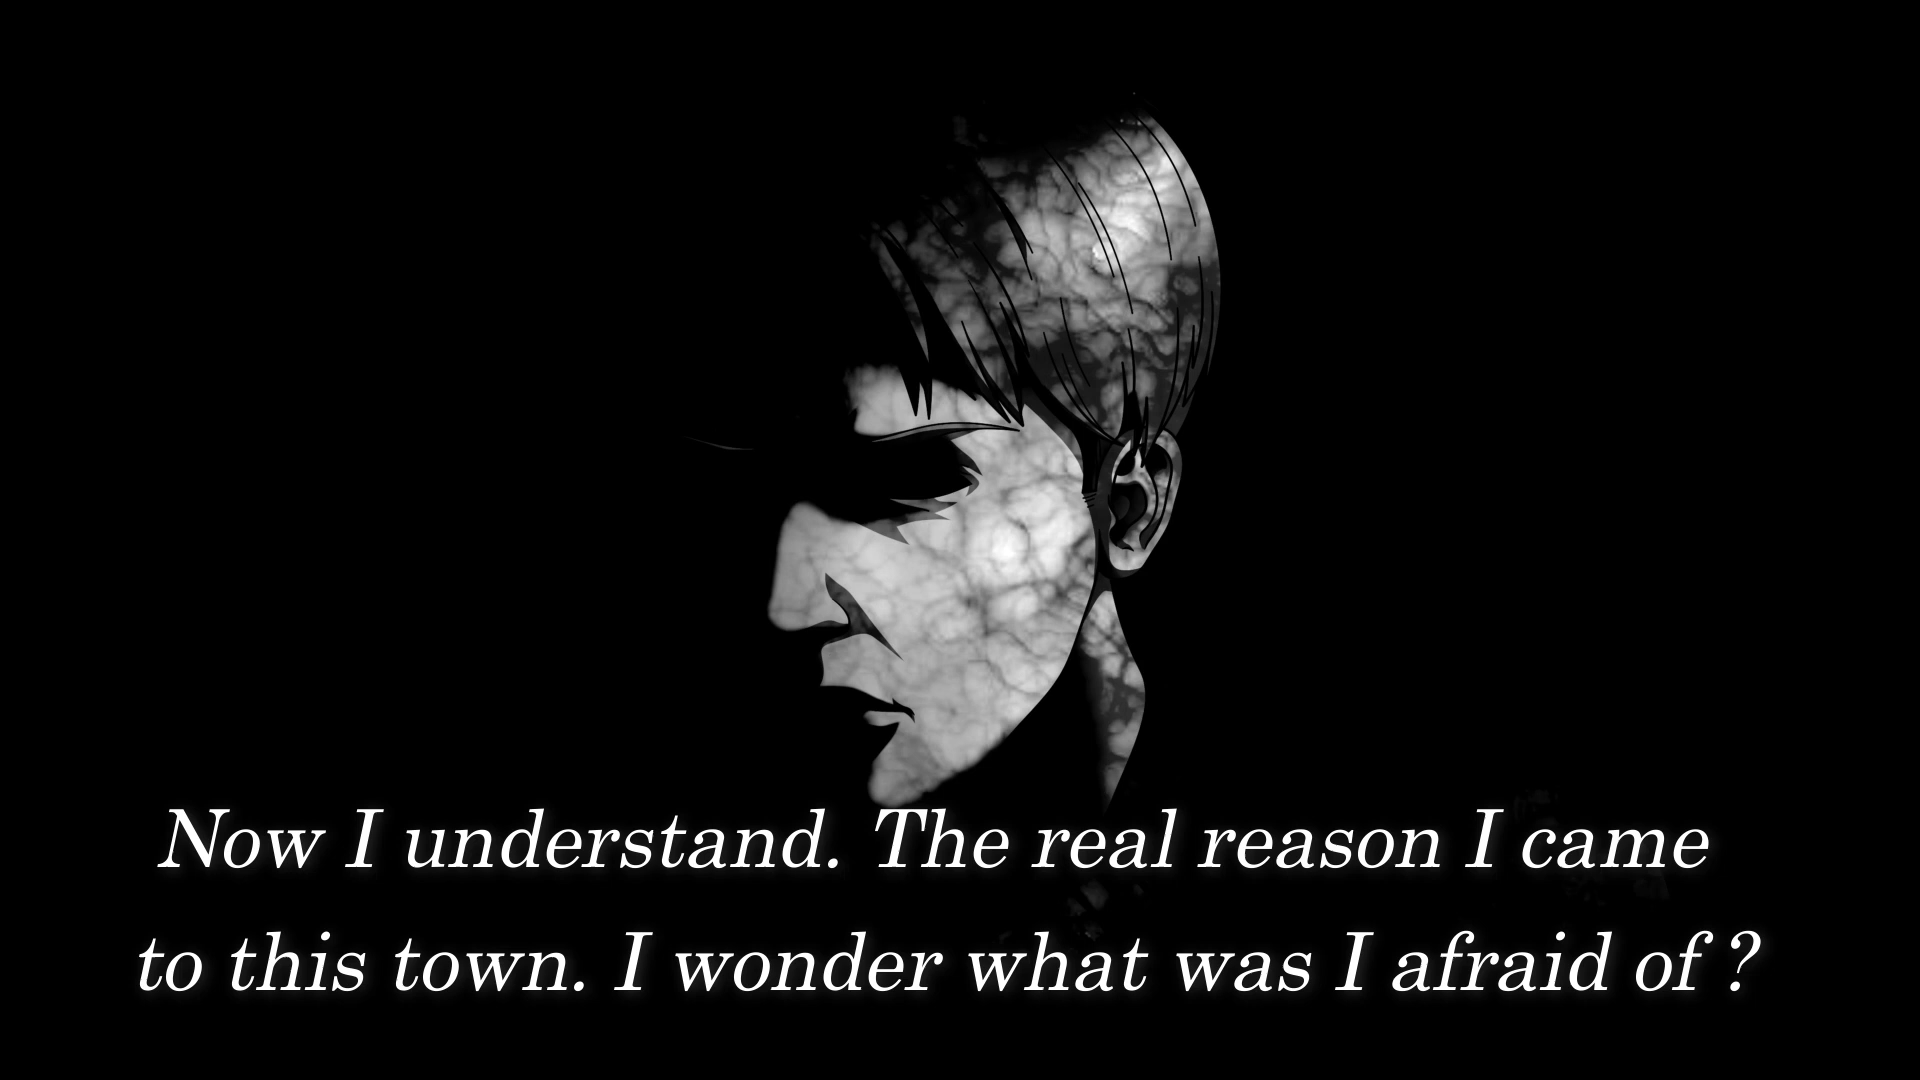 Now I understand. The real reason I came
to this town. I wonder what was I afraid of ?